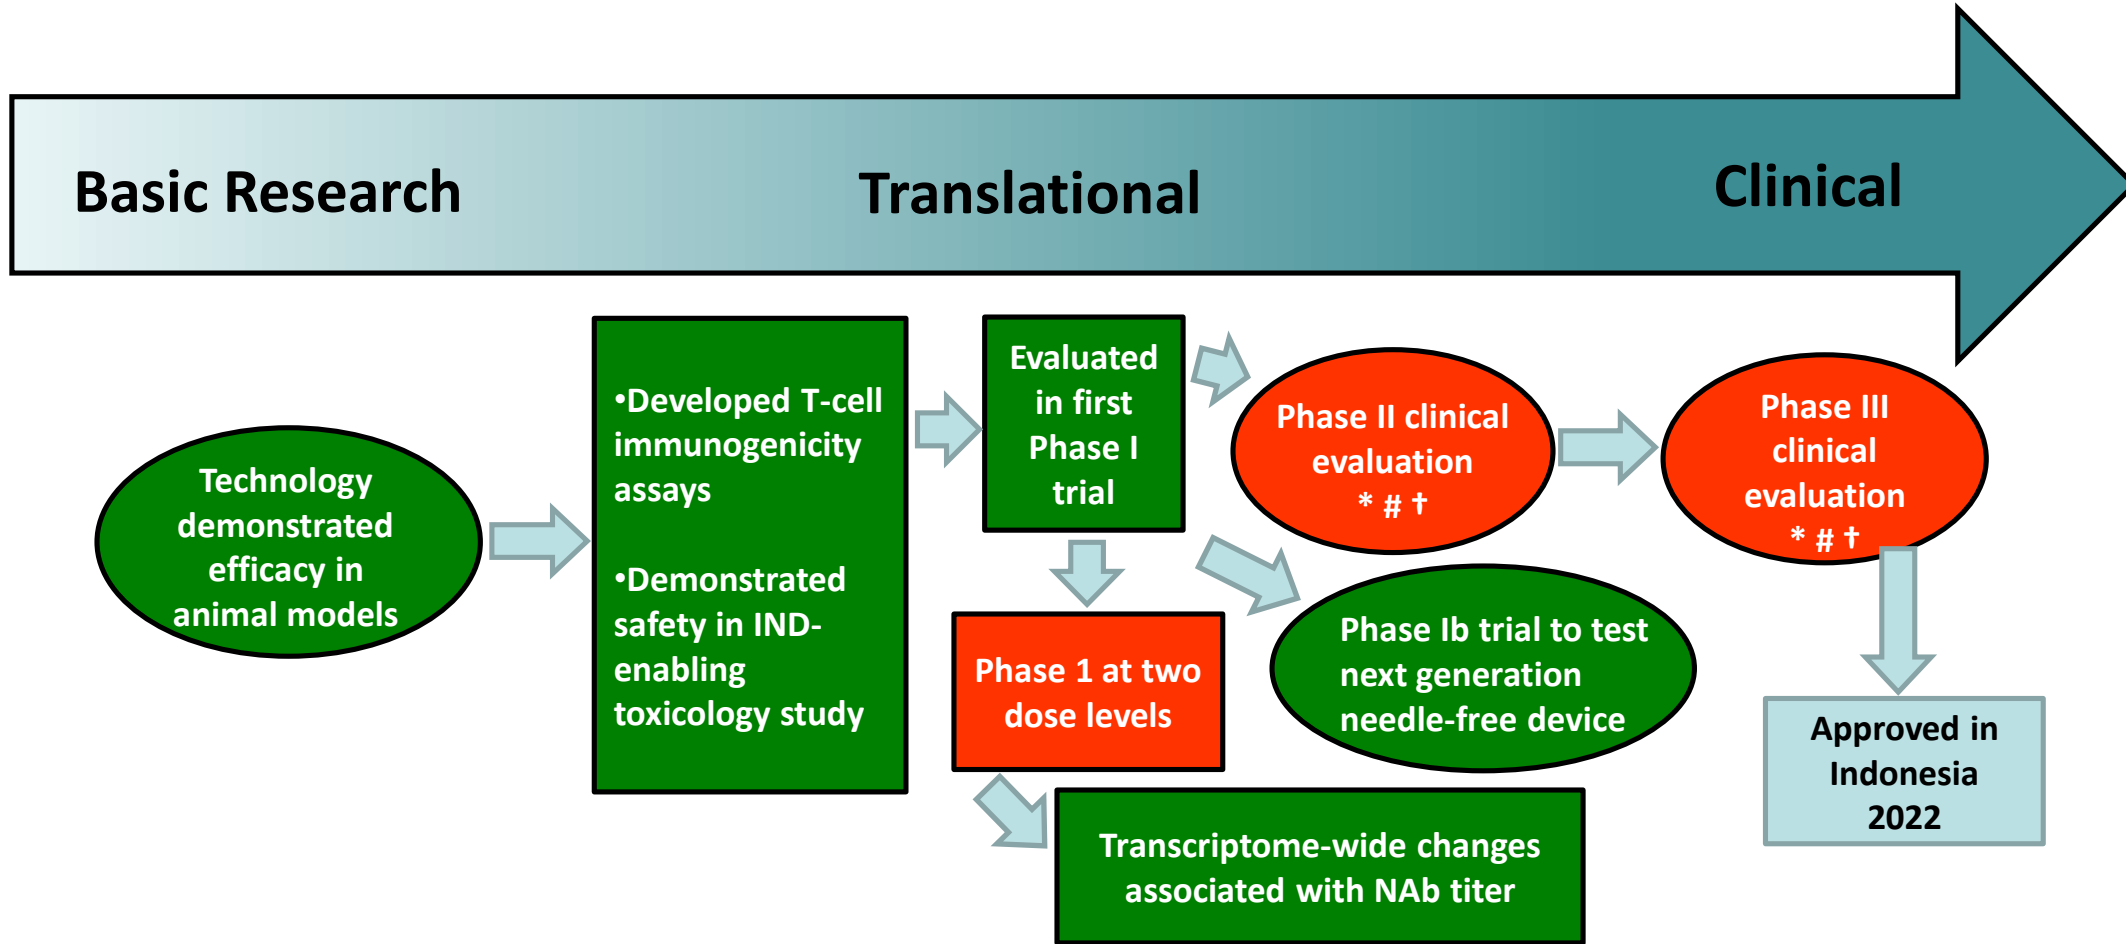 Basic Research
Translational
Clinical
Technology
demonstrated
efficacy in
animal models
•Developed T-cell
immunogenicity
assays
•Demonstrated
safety in IND-
enabling
toxicology study
Evaluated
in first
Phase I
trial
Phase II clinical
evaluation
* # †
Phase III
clinical
evaluation
* # †
Phase 1 at two
dose levels
Phase Ib trial to test
next generation
needle-free device
Approved in
Indonesia
2022
Transcriptome-wide changes
associated with NAb titer